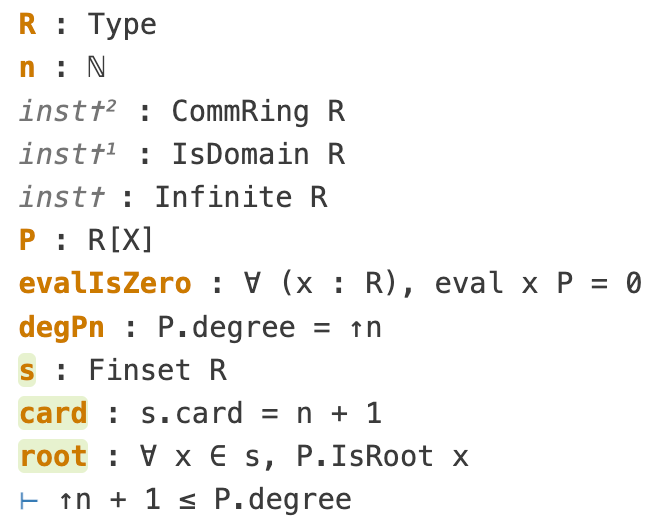 R : Type
n : ℕ
inst✝² : CommRing R
inst✝¹ : IsDomain R
inst✝ : Infinite R
P : R[X]
evalIsZero : ∀ (x : R), eval x P = 0
degPn : P.degree = ↑n
s : Finset R
card : s.card = n + 1
root : ∀ x ∈ s, P.IsRoot x
⊢ ↑n + 1 ≤ P.degree